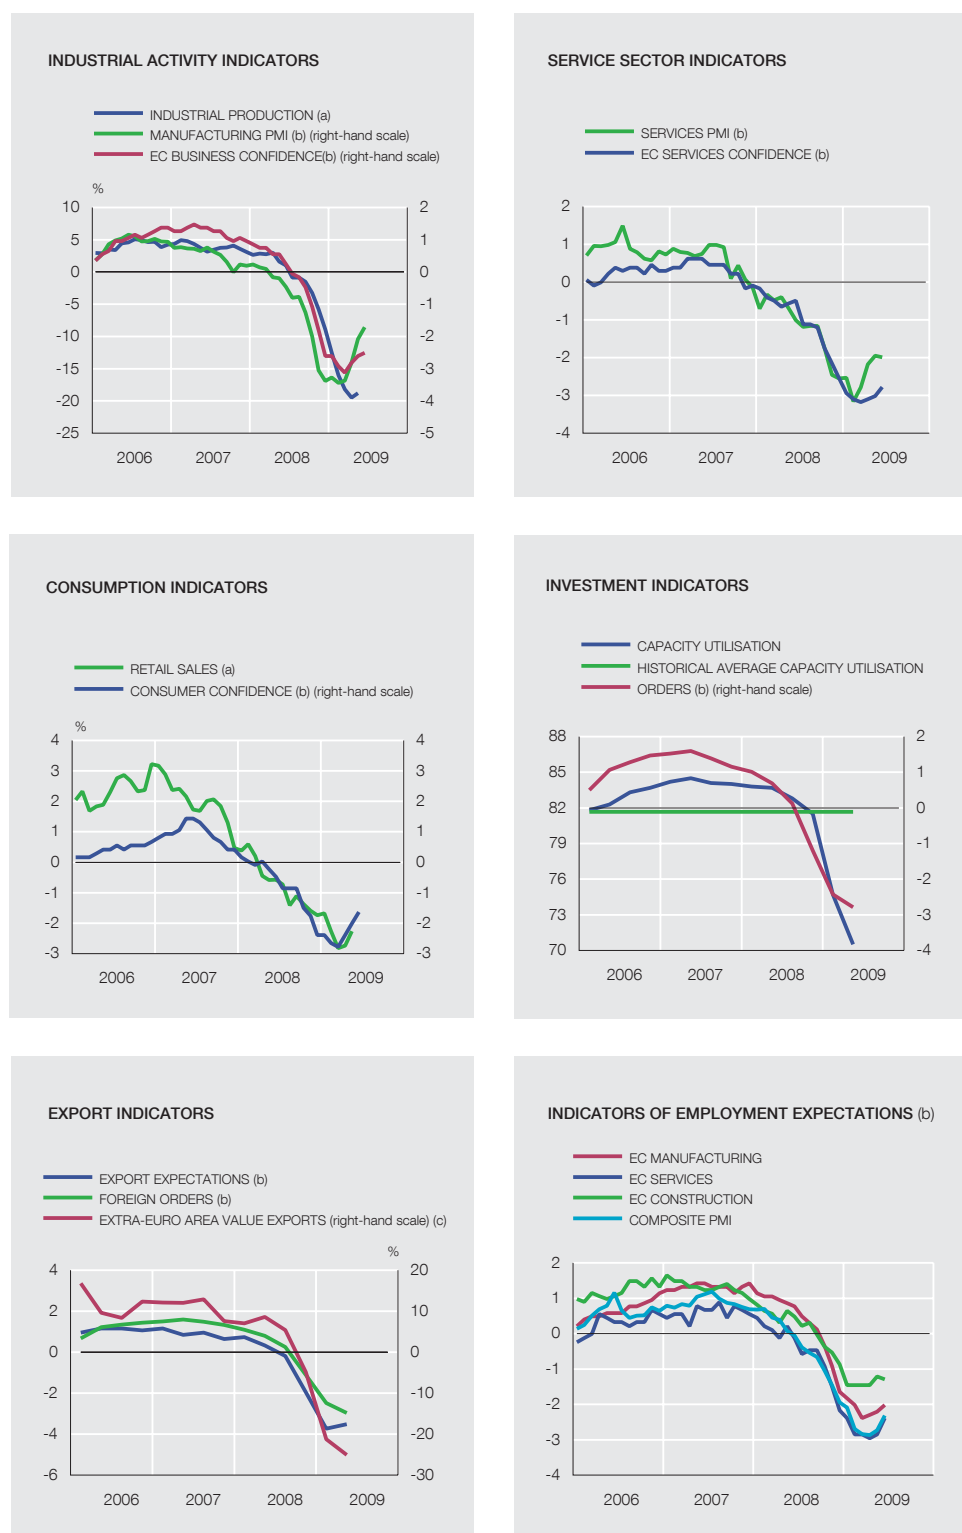 INDUSTRIAL ACTIVITY INDICATORS
INDUSTRIAL PRODUCTION (a)
MANUFACTURING PMI (b) (right-hand scale)
EC BUSINESS CONFIDENCE(b) (right-hand scale)
%
10 2
5 1
0 0
-5 -1
-10 -2
-15 -3
-20 -4
-25 -5
2006 2007 2008 2009
SERVICE SECTOR INDICATORS
SERVICES PMI (b)
EC SERVICES CONFIDENCE (b)
2
1
0
-1
-2
-3
-4
2006 2007 2008 2009
CONSUMPTION INDICATORS
RETAIL SALES (a)
CONSUMER CONFIDENCE (b) (right-hand scale)
%
4 4
3 3
2 2
1 1
0 0
-1 -1
-2 -2
-3 -3
2006 2007 2008 2009
INVESTMENT INDICATORS
CAPACITY UTILISATION
HISTORICAL AVERAGE CAPACITY UTILISATION
ORDERS (b) (right-hand scale)
88 2
85 1
82 0
79 -1
76 -2
73 -3
70 -4
2006 2007 2008 2009
EXPORT INDICATORS
EXPORT EXPECTATIONS (b)
FOREIGN ORDERS (b)
EXTRA-EURO AREA VALUE EXPORTS (right-hand scale) (c)
%
4 20
2 10
0 0
-2 -10
-4 -20
-6 -30
2006 2007 2008 2009
INDICATORS OF EMPLOYMENT EXPECTATIONS (b)
EC MANUFACTURING
EC SERVICES
EC CONSTRUCTION
COMPOSITE PMI
2
1
0
-1
-2
-3
-4
2006 2007 2008 2009